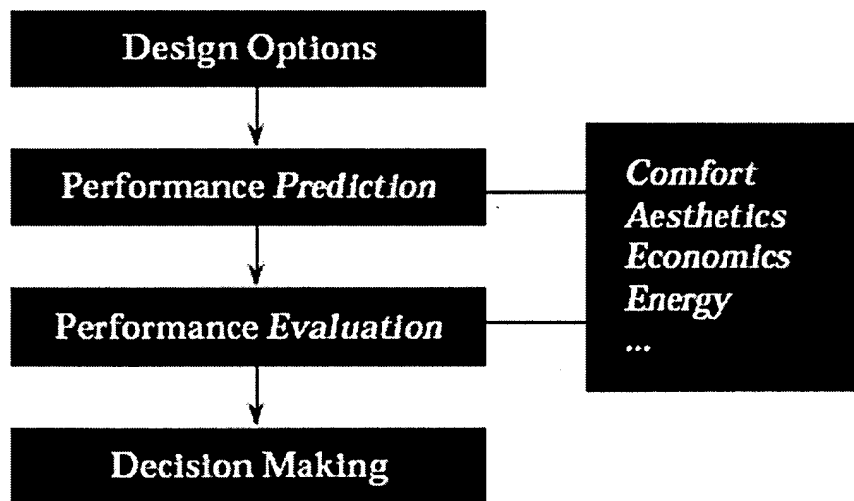 Design Options
Performance Prediction
Performance Evaluation
Decision Making
Comfort
Aesthetics
Economics
Energy
...